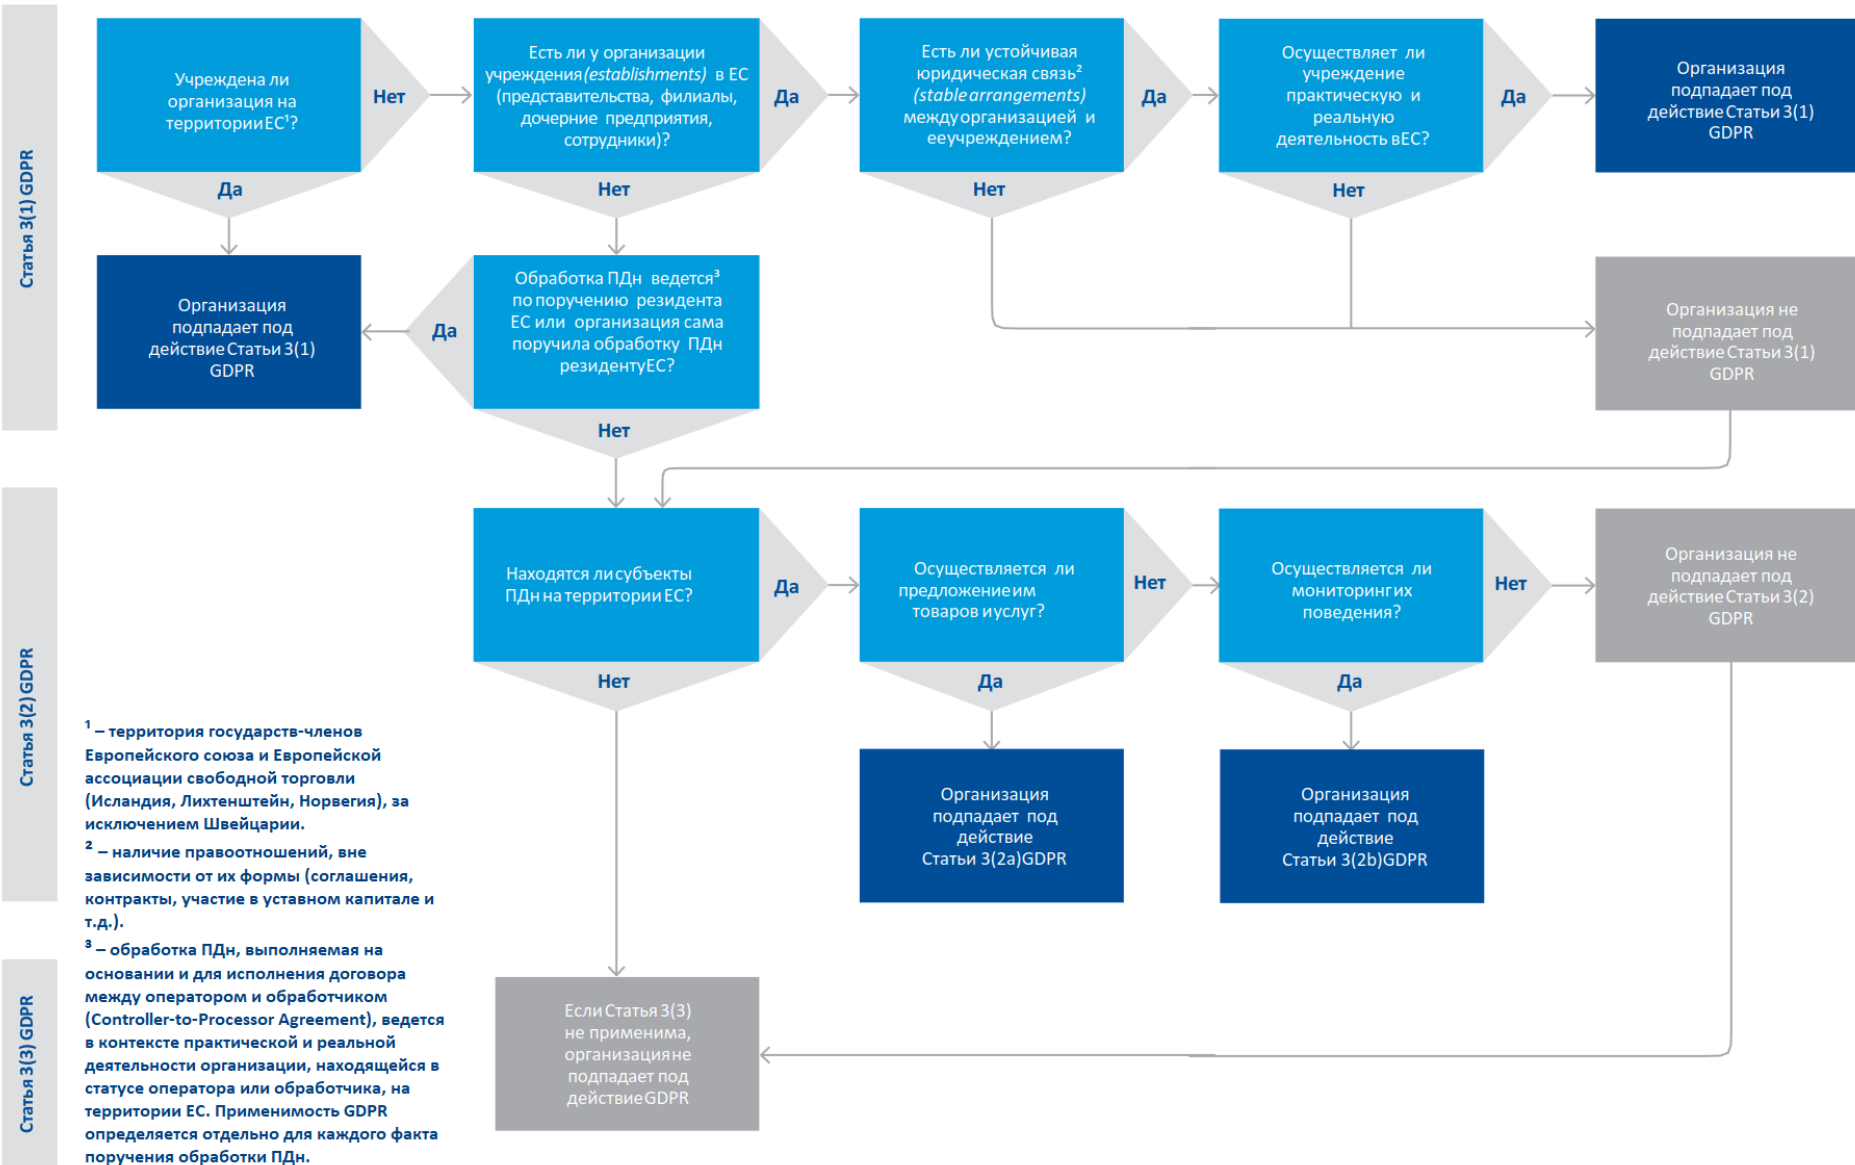 Статья 3(1) GDPR
Учреждена ли
организация на
территории ЕС¹?
Нет
Да
Есть ли у организации
учреждения (establishments) в ЕС
(представительства, филиалы,
дочерние предприятия,
сотрудники)?
Да
Нет
Есть ли устойчивая
юридическая связь²
(stable arrangements)
между организацией и
ее учреждением?
Да
Нет
Осуществляет ли
учреждение
практическую и
реальную
деятельность в ЕС?
Да
Нет
Организация
подпадает под
действие Статьи 3(1)
GDPR
Организация
подпадает под
действие Статьи 3(1)
GDPR
Да
Обработка ПДн ведется³
по поручению резидента
ЕС или организация сама
поручила обработку ПДн
резиденту ЕС?
Нет
Организация не
подпадает под
действие Статьи 3(1)
GDPR
Статья 3(2) GDPR
Находятся ли субъекты
ПДн на территории ЕС?
Да
Нет
Осуществляется ли
предложение им
товаров и услуг?
Нет
Да
Осуществляется ли
мониторинг их
поведения?
Нет
Да
Организация не
подпадает под
действие Статьи 3(2)
GDPR
Организация
подпадает под
действие
Статьи 3(2a)GDPR
Организация
подпадает под
действие
Статьи 3(2b)GDPR
¹ – территория государств-членов
Европейского союза и Европейской
ассоциации свободной торговли
(Исландия, Лихтенштейн, Норвегия), за
исключением Швейцарии.
² – наличие правоотношений, вне
зависимости от их формы (соглашения,
контракты, участие в уставном капитале и
т.д.).
³ – обработка ПДн, выполняемая на
основании и для исполнения договора
между оператором и обработчиком
(Controller-to-Processor Agreement), ведется
в контексте практической и реальной
деятельности организации, находящейся в
статусе оператора или обработчика, на
территории ЕС. Применимость GDPR
определяется отдельно для каждого факта
поручения обработки ПДн.
Статья 3(3) GDPR
Если Статья 3(3)
не применима,
организация не
подпадает под
действие GDPR